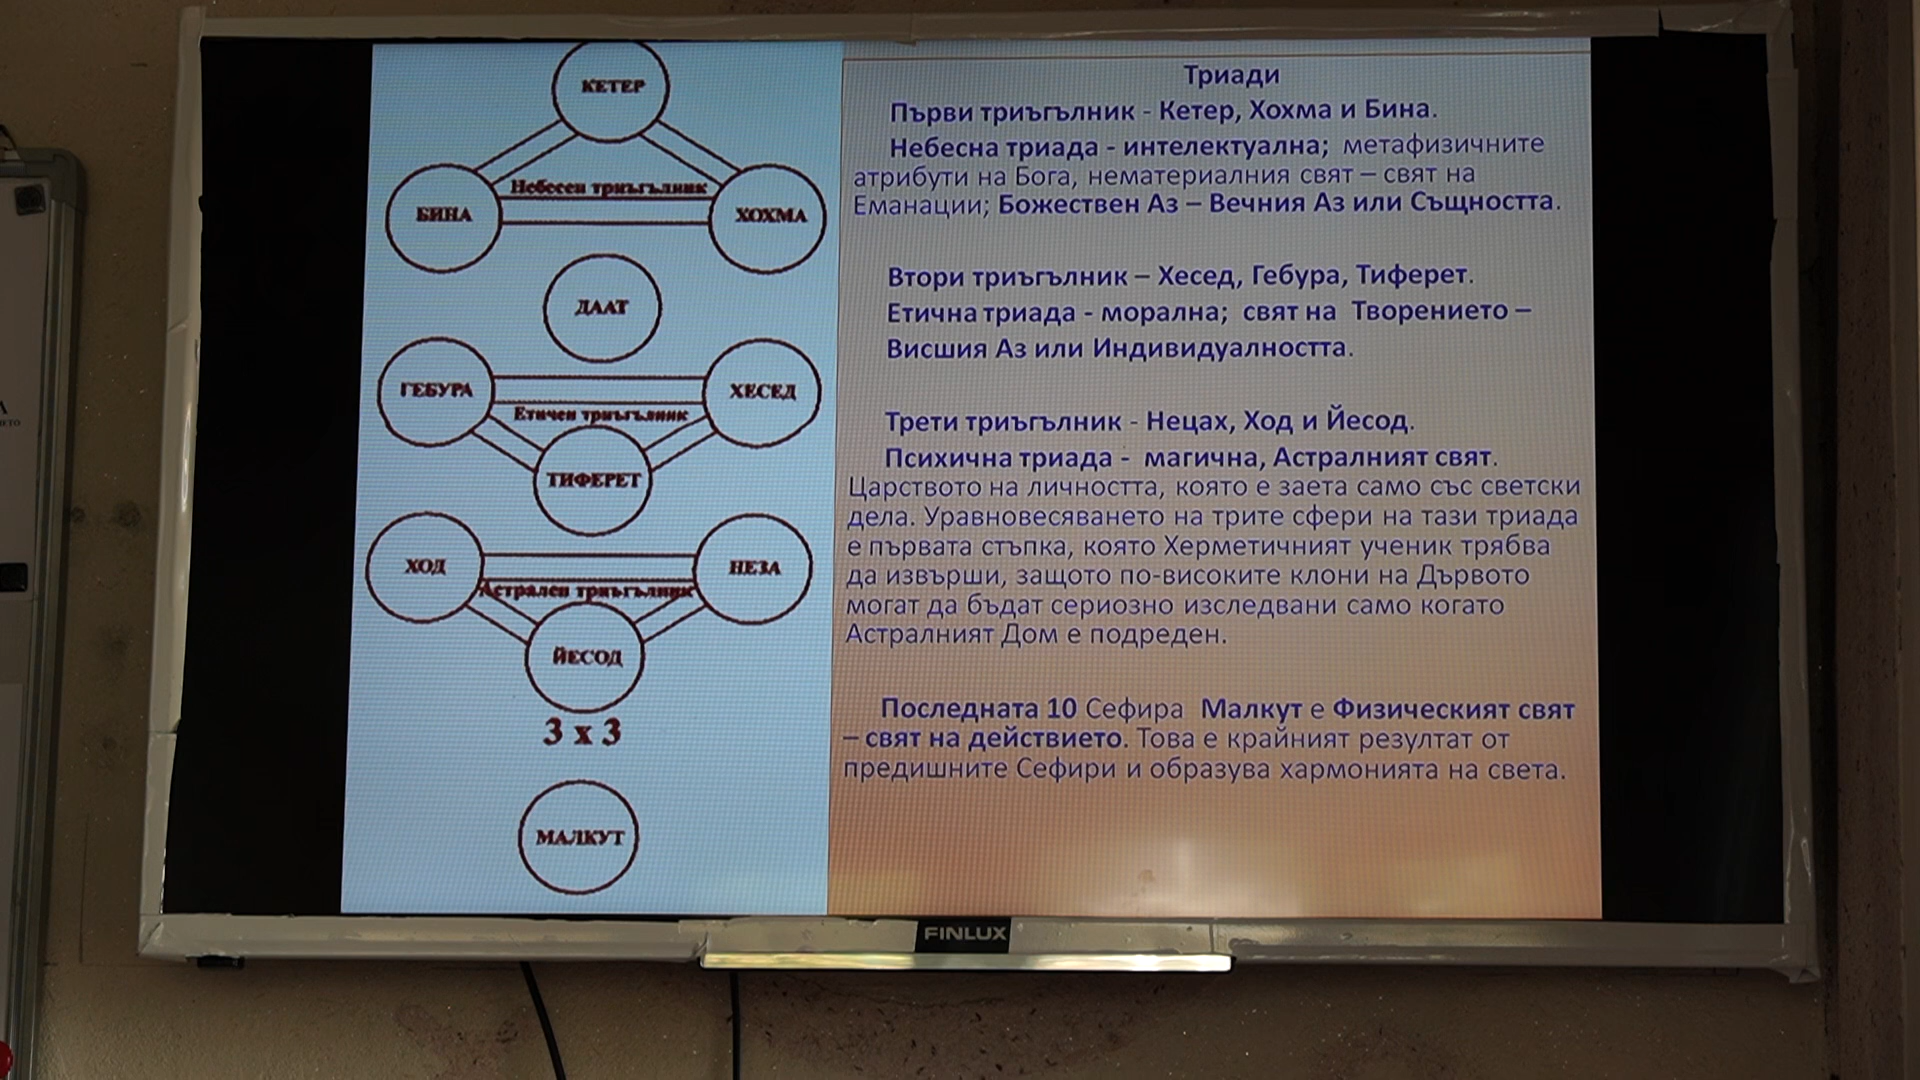 КЕТЕР
Небесен триъгълник
БИНА
ХОХМА
ДААТ
ГЕБУРА
ХЕСЕД
Етичен триъгълник
ТИФЕРЕТ
ХОД
НЕЗА
Астрален триъгълник
ЙЕСОД
3 x 3
МАЛКУТ
Триади
Първи триъгълник - Кетер, Хохма и Бина.
Небесна триада - интелектуална; метафизичните
атрибути на Бога, нематериалния свят – свят на
Еманации; Божествен Аз – Вечния Аз или Същността.
Втори триъгълник – Хесед, Гебура, Тиферет.
Етична триада - морална; свят на Творението –
Висшия Аз или Индивидуалността.
Трети триъгълник - Нецах, Ход и Йесод.
Психична триада - магична, Астралният свят.
Царството на личността, която е заета само със светски
дела. Уравновесяването на трите сфери на тази триада
е първата стъпка, която Херметичният ученик трябва
да извърши, защото по-високите клони на Дървото
могат да бъдат сериозно изследвани само когато
Астралният Дом е подреден.
Последната 10 Сефира Малкут е Физическият свят
– свят на действието. Това е крайният резултат от
предишните Сефири и образува хармонията на света.
FINLUX